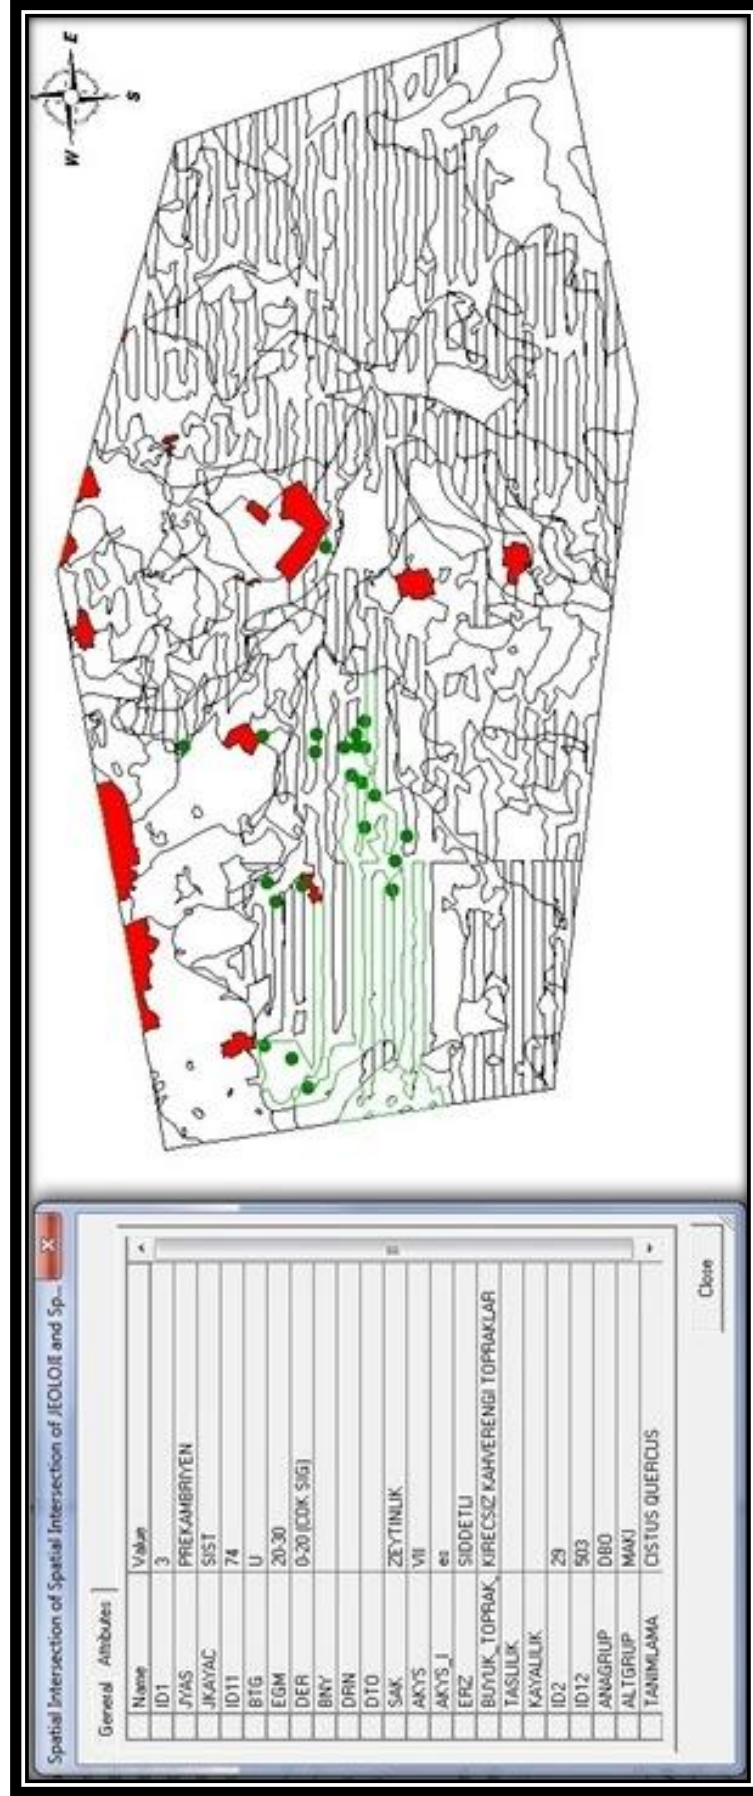 Spatial Intersection of Spatial Intersection of JEOLOJI and Sp...
X
General Attributes
Name Value
ID1 3
JYAS PREKAMBRIYEN
JKAYAC SIST
ID11 74
BTG U
EGM 20-30
DER 0-20 (COK SIG)
BNY
DRN
DTO
SAK ZEYTINLIK
AKYS VII
AKYS_I es
ERZ SIDDETLI
BUYUK_TOPRAK_ KIRECSIZ KAHVERENGI TOPRAKLAR
TASLILIK
KAYALILIK
ID2 29
ID12 503
ANAGRUP DBO
ALTGRUP MAKI
TANIMLAMA CISTUS QUERCUS
Close
W
E
S